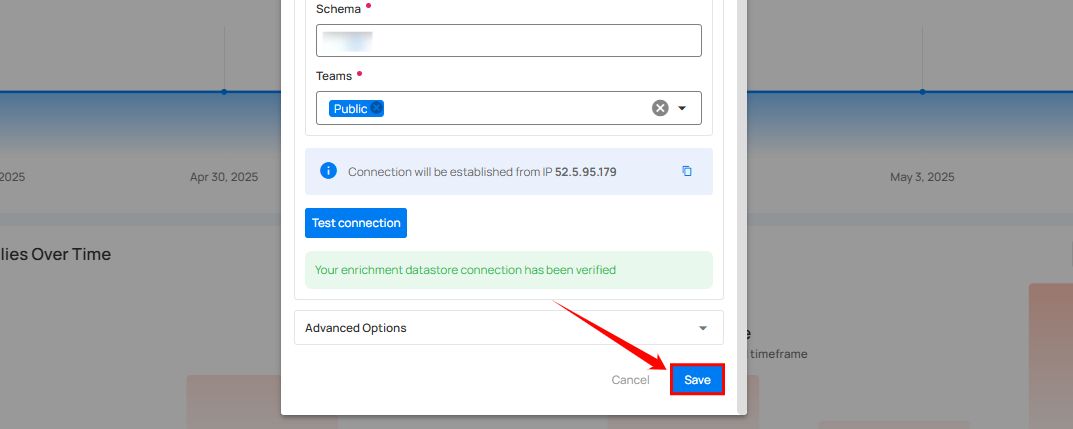 Schema
Teams
Public
Connection will be established from IP 52.5.95.179
2025
Apr 30, 2025
May 3, 2025
Test connection
lies Over Time
Your enrichment datastore connection has been verified
Advanced Options
e
timeframe
Cancel
Save